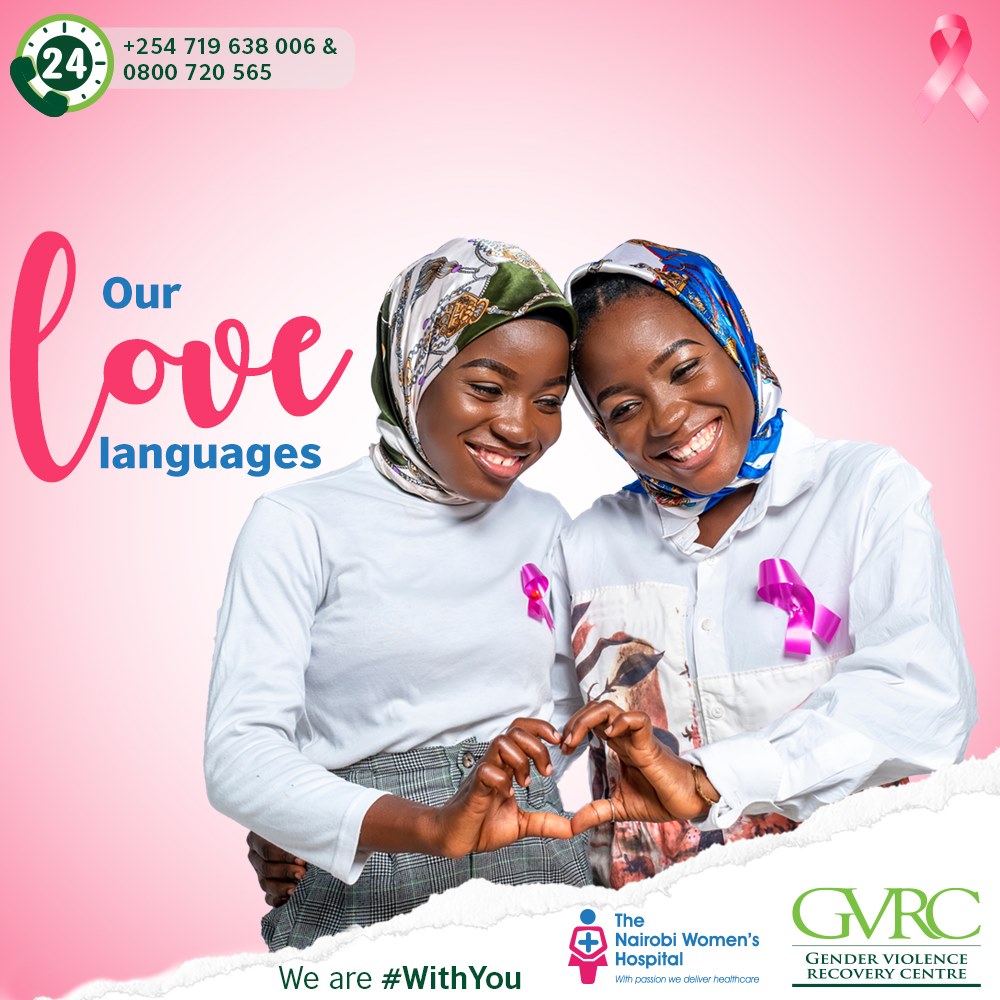 24
+254 719 638 006 &
0800 720 565
Our
love
languages
We are #WithYou
The
Nairobi Women's
Hospital
With passion we deliver healthcare
GVRC
GENDER VIOLENCE
RECOVERY CENTRE